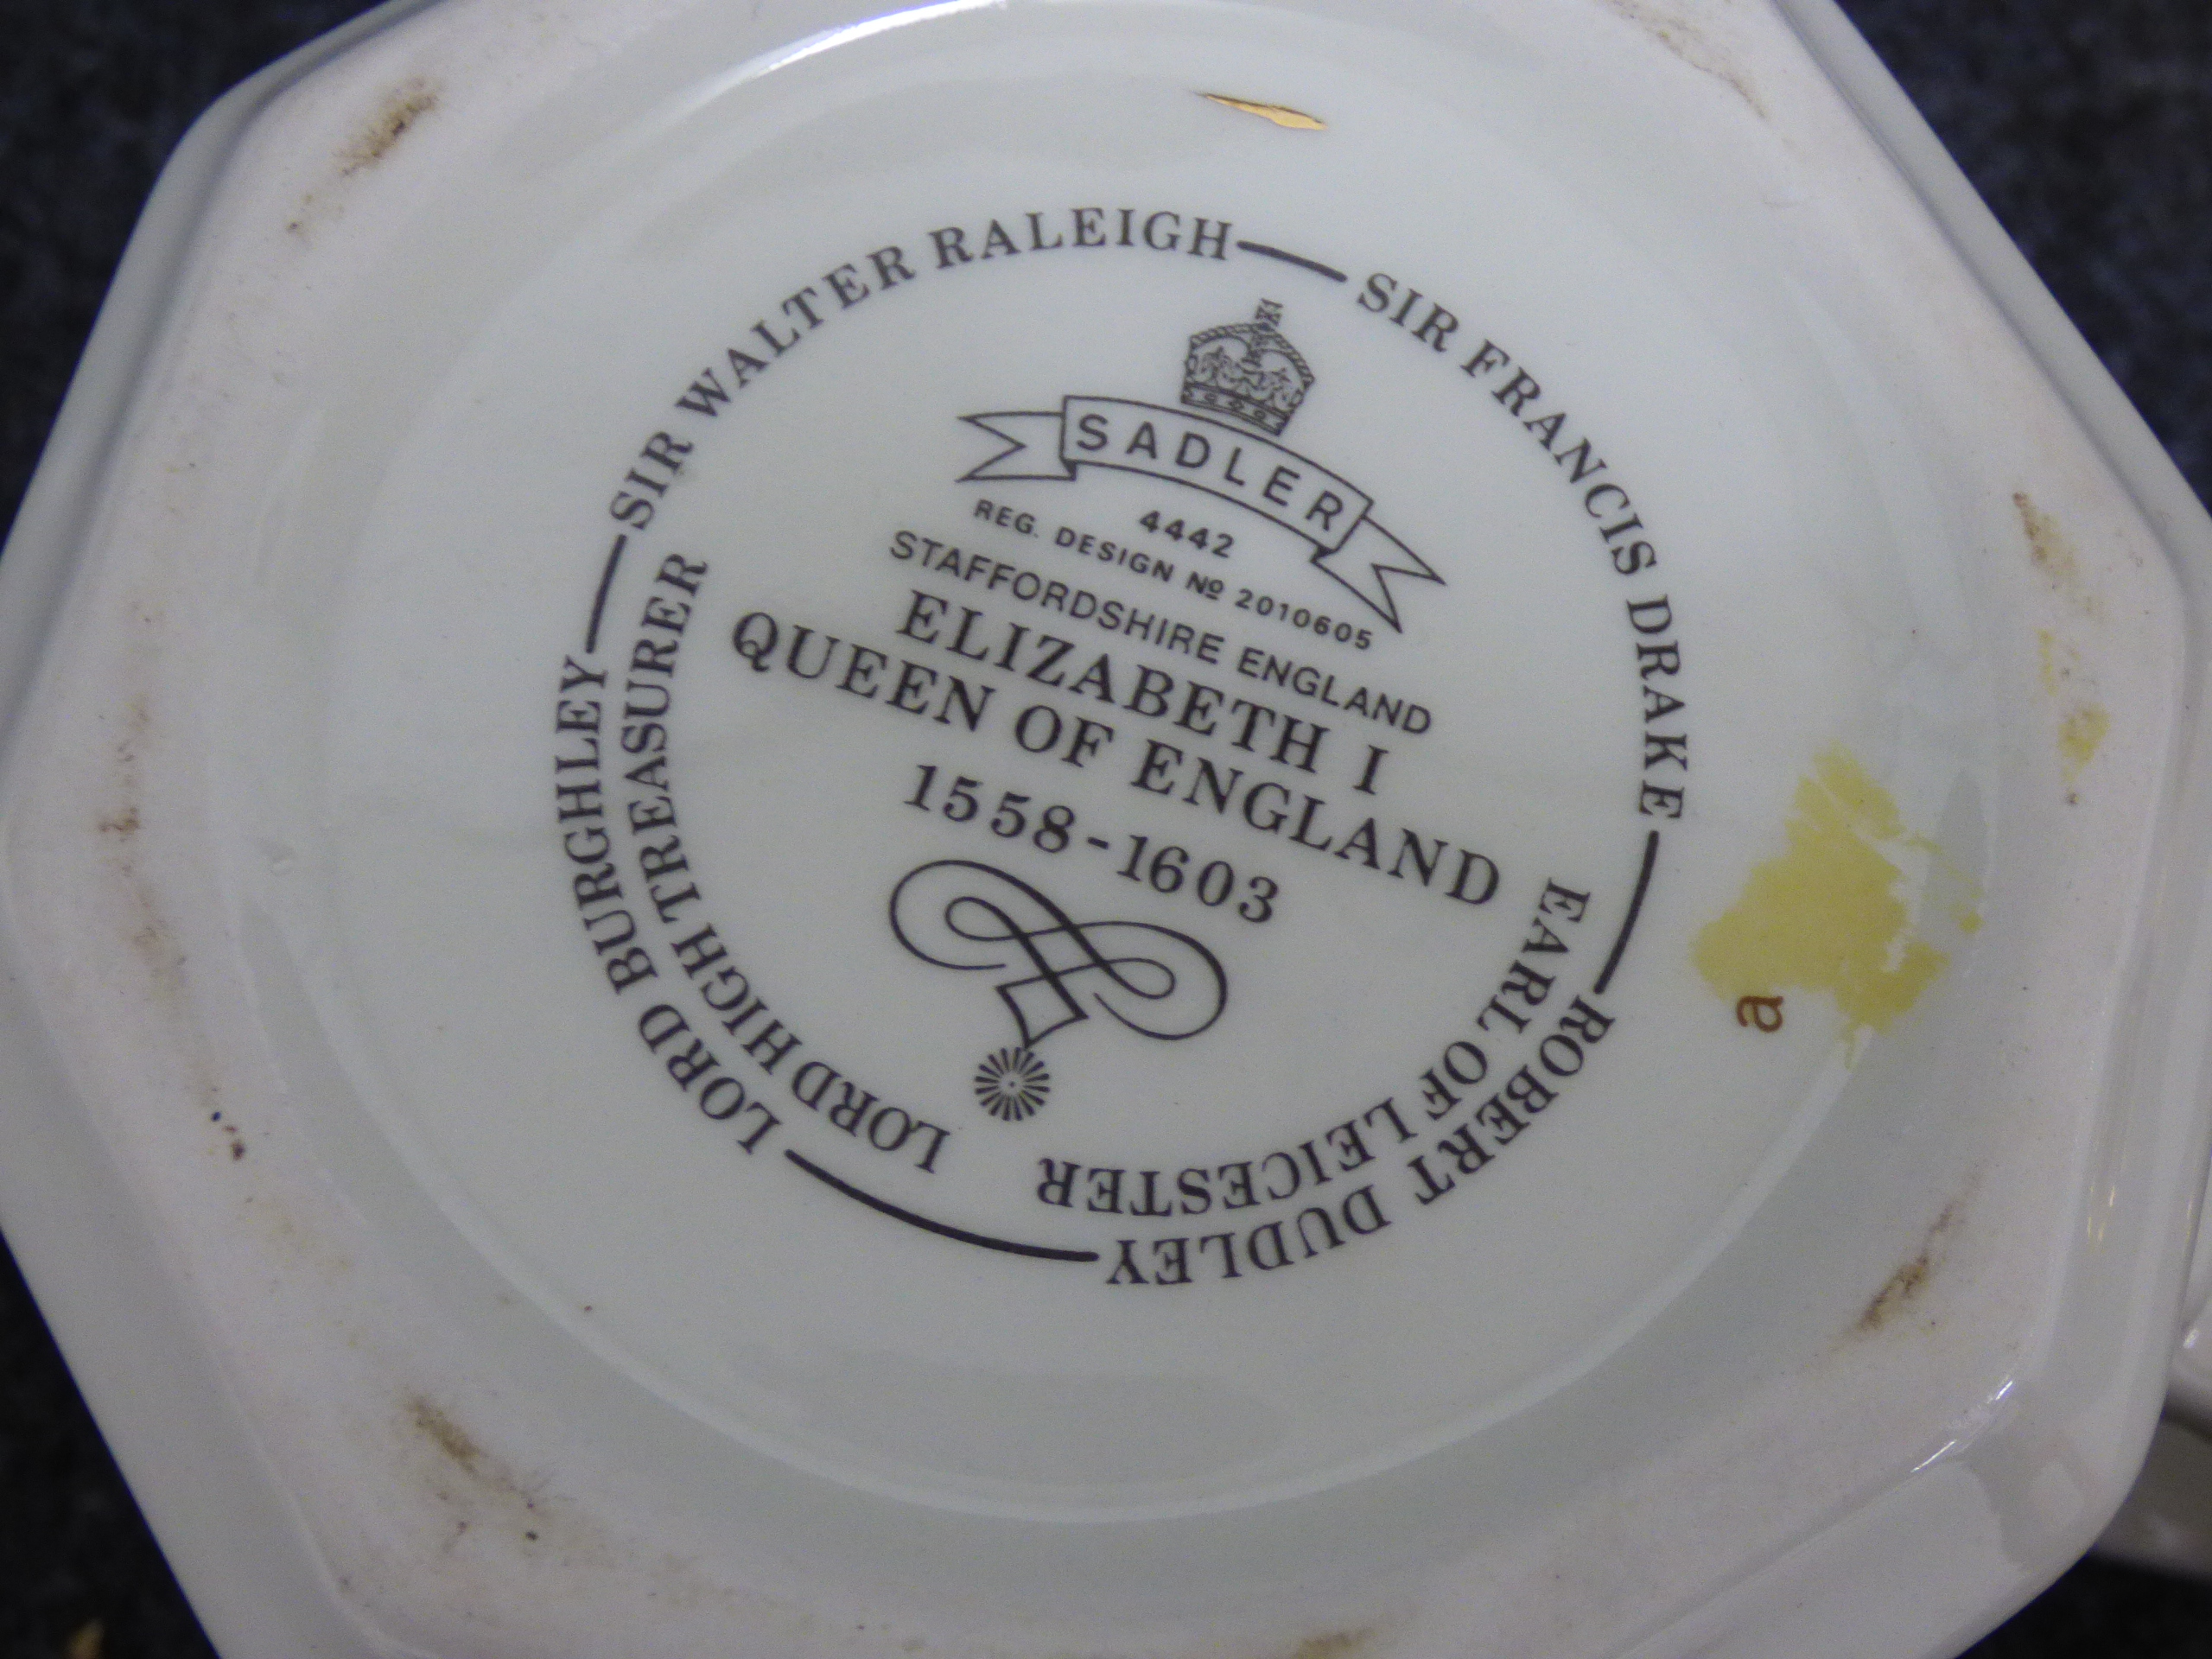 SIR WALTER RALEIGH
SIR FRANCIS DRAKE
ROBERT DUDLEY
EARL OF LEICESTER
LORD BURGHLEY
LORD HIGH TREASURER
SADLER
4442
REG. DESIGN Nº 2010605
STAFFORDSHIRE ENGLAND
ELIZABETH I
QUEEN OF ENGLAND
1558-1603
a